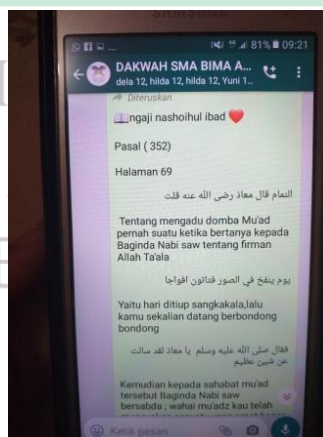 SAMSUNG
81% 09:21
DAKWAH SMA BIMA A...
dela 12, hilda 12, hilda 12, Yuni 1...
Diteruskan
📖ngaji nashoihul ibad ❤️
Pasal ( 352)
Halaman 69
النمام قال معاذ رضى الله عنه قلت
Tentang mengadu domba Mu'ad
pernah suatu ketika bertanya kepada
Baginda Nabi saw tentang firman
Allah Ta'ala
يوم ينفخ في الصور فتاتون افواجا
Yaitu hari ditiup sangkakala,lalu
kamu sekalian datang berbondong
bondong
فقال صلى الله عليه وسلم يا معاذ لقد سالت
عن شيئ عظيم
Kemudian kepada sahabat mu'ad
tersebut Baginda Nabi saw
bersabda ; wahai mu'adz kau telah
Ketik pesan